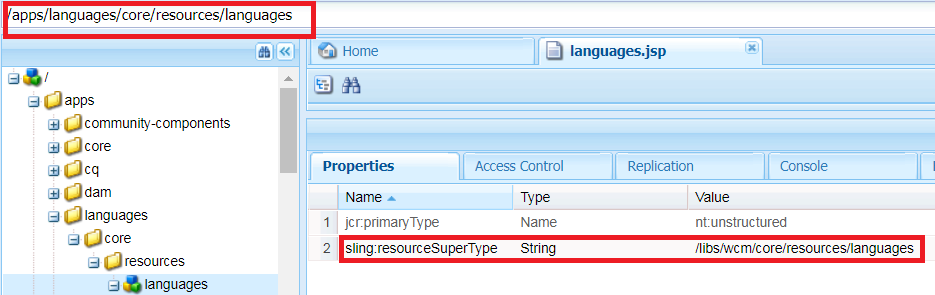 /apps/languages/core/resources/languages
Home
languages.jsp
/
apps
community-components
core
cq
dam
languages
core
resources
languages
Properties
Access Control
Replication
Console
Name
Type
Value
1
jcr:primaryType
Name
nt:unstructured
2
sling:resourceSuperType
String
/libs/wcm/core/resources/languages